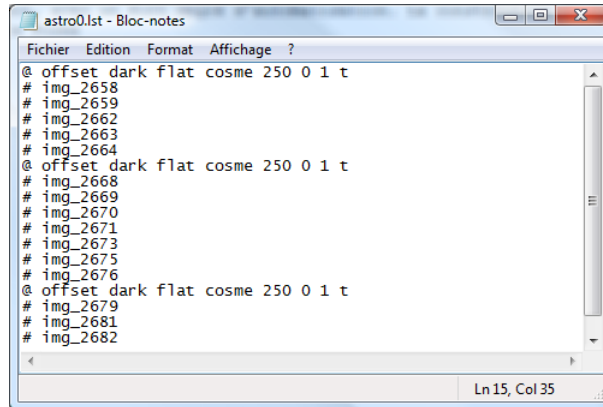 astro0.lst - Bloc-notes
Fichier Edition Format Affichage ?
@ offset dark flat cosme 250 0 1 t
# img_2658
# img_2659
# img_2662
# img_2663
# img_2664
@ offset dark flat cosme 250 0 1 t
# img_2668
# img_2669
# img_2670
# img_2671
# img_2673
# img_2675
# img_2676
@ offset dark flat cosme 250 0 1 t
# img_2679
# img_2681
# img_2682
Ln 15, Col 35